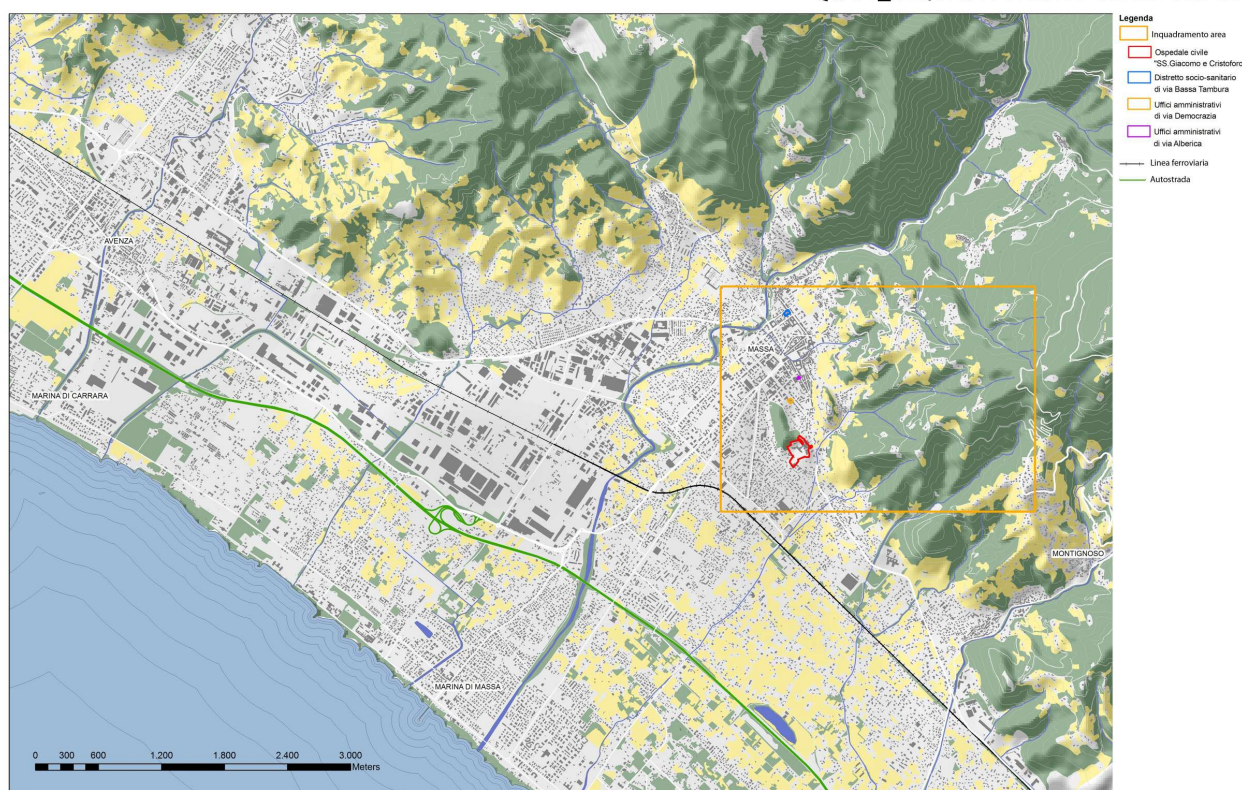 Legenda
Inquadramento area
Ospedale civile
"SS.Giacomo e Cristoforo
Distretto socio-sanitario
di via Bassa Tambura
Uffici amministrativi
di via Democrazia
Uffici amministrativi
di via Alberica
Linea ferroviaria
Autostrada
AVENZA
MASSA
MARINA DI CARRARA
MONTIGNOSO
MARINA DI MASSA
0 300 600 1.200 1.800 2.400 3.000
Meters